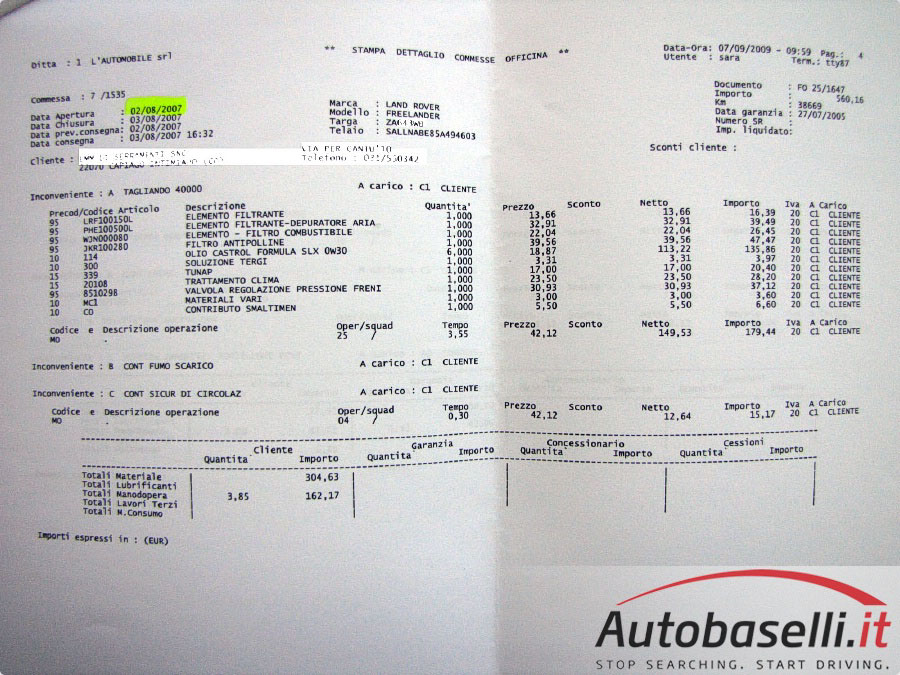 ** STAMPA DETTAGLIO COMMESSE OFFICINA **
Data-Ora: 07/09/2009 - 09:59 Pag.: 4
Ditta : 1 L'AUTOMOBILE srl
Utente : sara Term.: tty87
Commessa : 7 /1535
Data Apertura : 02/08/2007
Data Chiusura : 03/08/2007
Data prev.consegna: 02/08/2007
Data consegna : 03/08/2007 16:32
Marca : LAND ROVER
Modello : FREELANDER
Targa :
Telaio : SALLNABE85A494603
Documento : FO 25/1647
Importo : 560,16
Km : 38669
Data garanzia : 27/07/2005
Numero SR :
Imp. liquidato:
Cliente : SERRAMENTI SNC VIA PER CANTU'10
22070 CAPIAGO INTIMIANO (CO) Telefono : 031/560342
Sconti cliente :
Inconveniente : A TAGLIANDO 40000 A carico : C1 CLIENTE
Precod/Codice Articolo Descrizione Quantita' Prezzo Sconto Netto Importo Iva A Carico
95 LRF100150L ELEMENTO FILTRANTE 1,000 13,66 13,66 16,39 20 C1 CLIENTE
95 PHE100500L ELEMENTO FILTRANTE-DEPURATORE ARIA 1,000 32,91 32,91 39,49 20 C1 CLIENTE
95 WJN000080 ELEMENTO - FILTRO COMBUSTIBILE 1,000 22,04 22,04 26,45 20 C1 CLIENTE
95 JKR100280 FILTRO ANTIPOLLINE 1,000 39,56 39,56 47,47 20 C1 CLIENTE
10 114 OLIO CASTROL FORMULA SLX 0W30 6,000 18,87 113,22 135,86 20 C1 CLIENTE
10 300 SOLUZIONE TERGI 1,000 3,31 3,31 3,97 20 C1 CLIENTE
15 339 TUNAP 1,000 17,00 17,00 20,40 20 C1 CLIENTE
15 20108 TRATTAMENTO CLIMA 1,000 23,50 23,50 28,20 20 C1 CLIENTE
95 8510298 VALVOLA REGOLAZIONE PRESSIONE FRENI 1,000 30,93 30,93 37,12 20 C1 CLIENTE
10 MC1 MATERIALI VARI 1,000 3,00 3,00 3,60 20 C1 CLIENTE
10 CO CONTRIBUTO SMALTIMEN 1,000 5,50 5,50 6,60 20 C1 CLIENTE
Codice e Descrizione operazione Oper/squad Tempo Prezzo Sconto Netto Importo Iva A Carico
MO . 25 / 3,55 42,12 149,53 179,44 20 C1 CLIENTE
Inconveniente : B CONT FUMO SCARICO A carico : C1 CLIENTE
Inconveniente : C CONT SICUR DI CIRCOLAZ A carico : C1 CLIENTE
Codice e Descrizione operazione Oper/squad Tempo Prezzo Sconto Netto Importo Iva A Carico
MO . 04 / 0,30 42,12 12,64 15,17 20 C1 CLIENTE
Cliente Garanzia Concessionario Cessioni
Quantita' Importo Quantita' Importo Quantita' Importo Quantita' Importo
Totali Materiale 304,63
Totali Lubrificanti
Totali Manodopera 3,85 162,17
Totali Lavori Terzi
Totali M.Consumo
Importi espressi in : (EUR)
Autobaselli.it
STOP SEARCHING. START DRIVING.